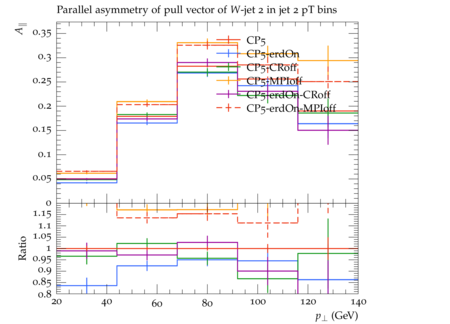 Parallel asymmetry of pull vector of W-jet 2 in jet 2 pT bins
A∥
0.35
0.3
0.25
0.2
0.15
0.1
0.05
0
CP5
CP5-erdOn
CP5-CRoff
CP5-MPIoff
CP5-erdOn-CRoff
CP5-erdOn-MPIoff
Ratio
1.15
1.1
1.05
1
0.95
0.9
0.85
0.8
20 40 60 80 100 120 140
p⊥ (GeV)